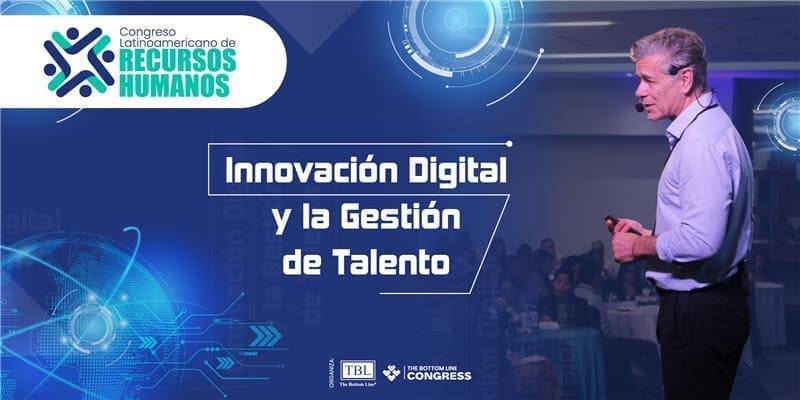 Congreso
Latinoamericano de
RECURSOS
HUMANOS
Innovación Digital
y la Gestión
de Talento
ORGANIZA:
TBL
The Bottom Line®
THE BOTTOM LINE
CONGRESS